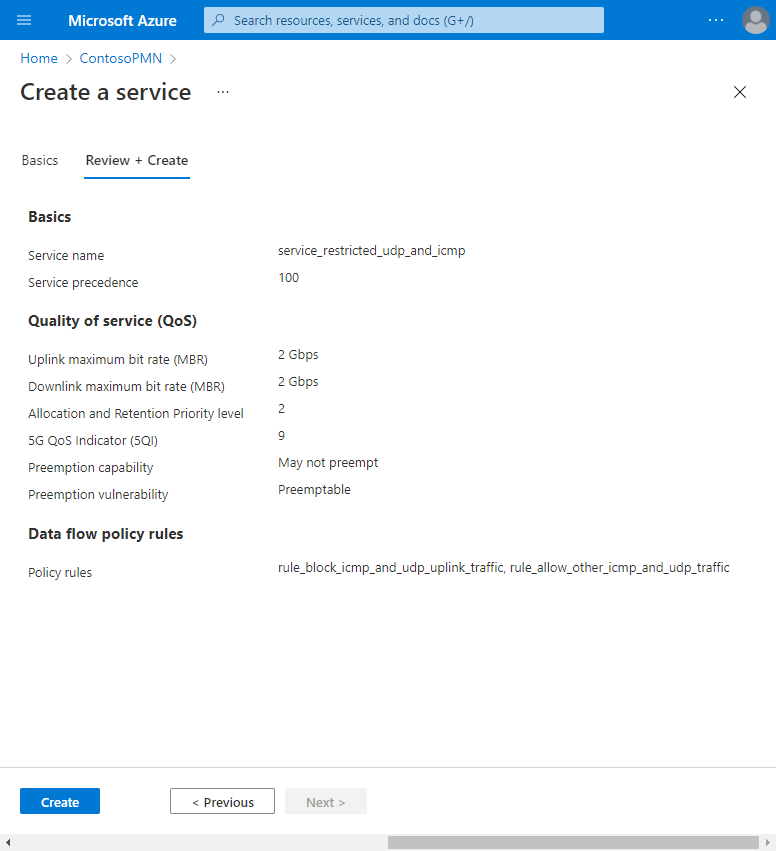 Microsoft Azure
Search resources, services, and docs (G+/)
...
Home > ContosoPMN >
Create a service ...
Basics Review + Create
Basics
Service name service_restricted_udp_and_icmp
Service precedence 100
Quality of service (QoS)
Uplink maximum bit rate (MBR) 2 Gbps
Downlink maximum bit rate (MBR) 2 Gbps
Allocation and Retention Priority level 2
5G QoS Indicator (5QI) 9
Preemption capability May not preempt
Preemption vulnerability Preemptable
Data flow policy rules
Policy rules rule_block_icmp_and_udp_uplink_traffic, rule_allow_other_icmp_and_udp_traffic
Create < Previous Next >